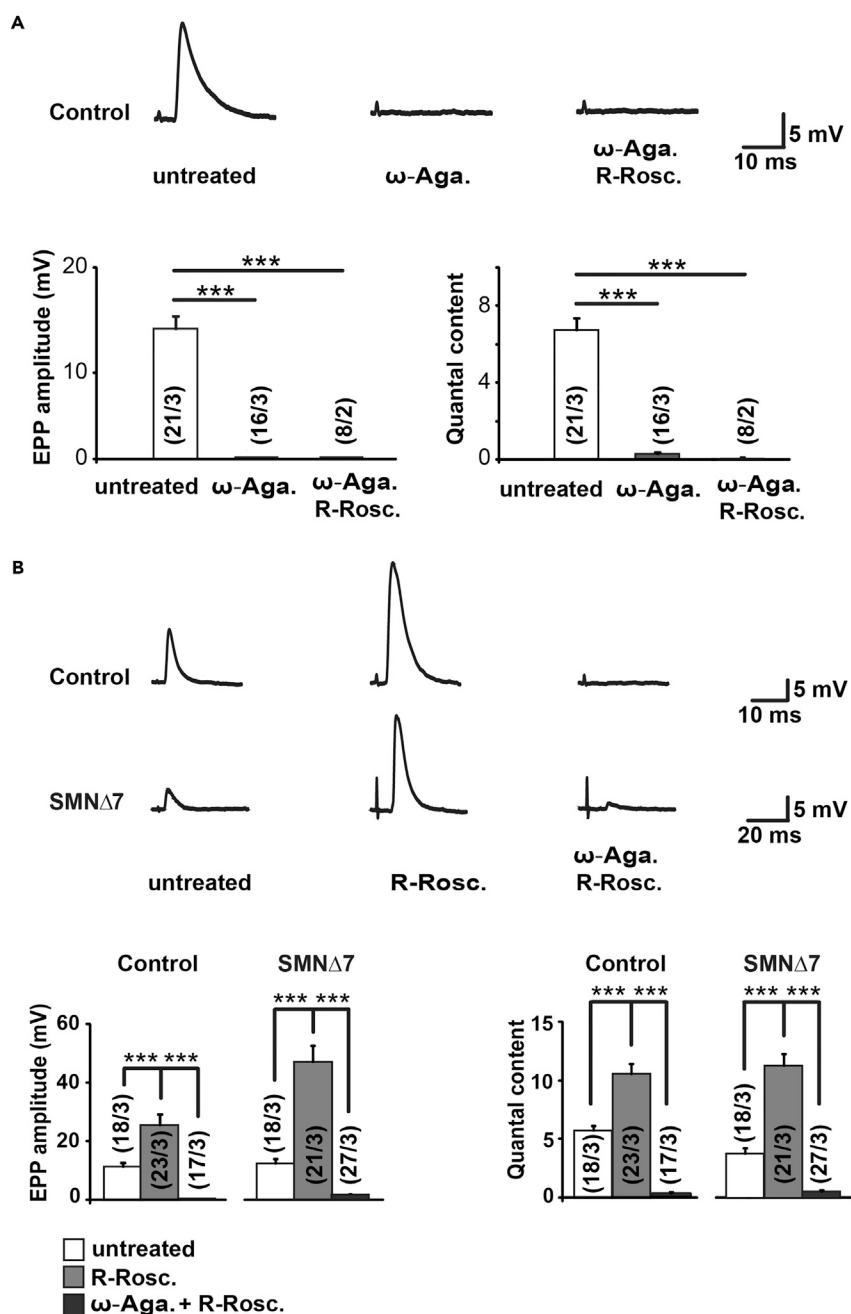 A
Control
untreated
ω-Aga.
ω-Aga.
R-Rosc.
5 mV
10 ms
EPP amplitude (mV)
20
10
0
***
***
(21/3)
(16/3)
(8/2)
untreated
ω-Aga.
ω-Aga.
R-Rosc.
Quantal content
8
4
0
***
***
(21/3)
(16/3)
(8/2)
untreated
ω-Aga.
ω-Aga.
R-Rosc.
B
Control
5 mV
10 ms
SMNΔ7
5 mV
20 ms
untreated
R-Rosc.
ω-Aga.
R-Rosc.
Control
SMNΔ7
EPP amplitude (mV)
60
40
20
0
*** ***
(18/3)
(23/3)
(17/3)
*** ***
(18/3)
(21/3)
(27/3)
Control
SMNΔ7
Quantal content
15
10
5
0
*** ***
(18/3)
(23/3)
(17/3)
*** ***
(18/3)
(21/3)
(27/3)
untreated
R-Rosc.
ω-Aga. + R-Rosc.